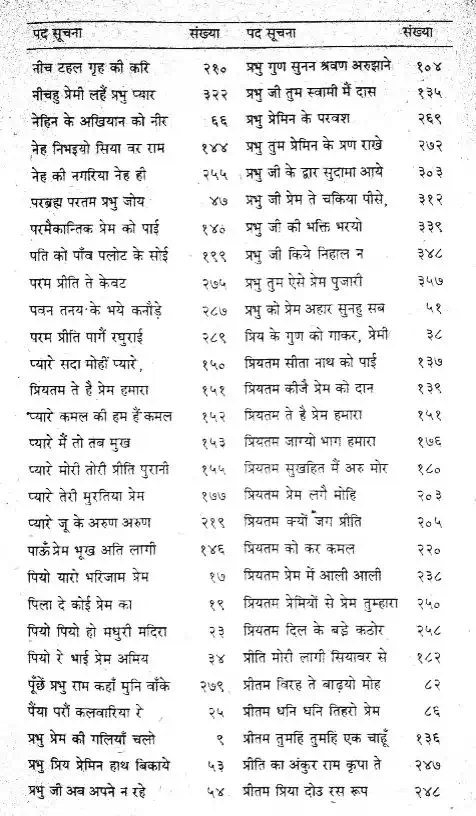 पद सूचना संख्या पद सूचना संख्या
नीच टहल गृह की करि २१० प्रभु गुण सुनन श्रवण अरुझाने १०४
नीचहु प्रेमी लहैं प्रभु प्यार ३२२ प्रभु जी तुम स्वामी मैं दास १३५
नेहिन के अखियान को नीर ६६ प्रभु प्रेमिन के परवश २६९
नेह निभइयो सिया वर राम १४४ प्रभु तुम प्रेमिन के प्रण राखे २७२
नेह की नगरिया नेह ही २५५ प्रभु जी के द्वार सुदामा आये ३०३
परब्रह्म परतम प्रभु जोय ४७ प्रभु जी प्रेम ते चकिया पीसे, ३१२
परमैकान्तिक प्रेम को पाई १४० प्रभु जी की भक्ति भरयो ३३९
पति को पाँव पलोट के सोई १९९ प्रभु जी किये निहाल न ३४८
परम प्रीति ते केवट २७५ प्रभु तुम ऐसे प्रेम पुजारी ३५७
पवन तनय के भये कनौड़े २८७ प्रभु को प्रेम अहार सुनहु सब ५१
परम प्रीति पागैं रघुराई २८९ प्रिय के गुण को गाकर, प्रेमी ३८
प्यारे सदा मोहीं प्यारे, १५० प्रियतम सीता नाथ को पाई १३७
प्रियतम ते है प्रेम हमारा १५१ प्रियतम कीजै प्रेम को दान १३९
प्यारे कमल की हम हैं कमल १५२ प्रियतम ते है प्रेम हमारा १५१
प्यारे मैं तो तव मुख १५३ प्रियतम जाग्यो भाग हमारा १७६
प्यारे मोरी तोरी प्रीति पुरानी १५५ प्रियतम सुखहित मैं अरु मोर १८०
प्यारे तेरी मुरतिया प्रेम १७७ प्रियतम प्रेम लगै मोहि २०३
प्यारे जू के अरुण अरुण २१९ प्रियतम क्यों जग प्रीति २०५
पाऊँ प्रेम भूख अति लागी १४६ प्रियतम को कर कमल २२०
पियो यारो भरिजाम प्रेम १७ प्रियतम प्रेम में आली आली २३८
पिला दे कोई प्रेम का १९ प्रियतम प्रेमियों से प्रेम तुम्हारा २५०
पियो पियो हो मधुरी मदिरा २३ प्रियतम दिल के बड़े कठोर २५८
पियो रे भाई प्रेम अमिय ३४ प्रीति मोरी लागी सियावर से १८२
पूँछें प्रभु राम कहाँ मुनि वाँके २७९ प्रीतम विरह ते बाढ़यो मोह ८२
पैंया परौं कलवारिया रे २५ प्रीतम धनि धनि तिहरो प्रेम ८६
प्रभु प्रेम की गलियाँ चलो ९ प्रीतम तुमहिं तुमहिं एक चाहूँ १३६
प्रभु प्रिय प्रेमिन हाथ बिकाये ५३ प्रीति का अंकुर राम कृपा ते २४७
प्रभु जी अब अपने न रहे ५४ प्रीतम प्रिया दोउ रस रूप २४८